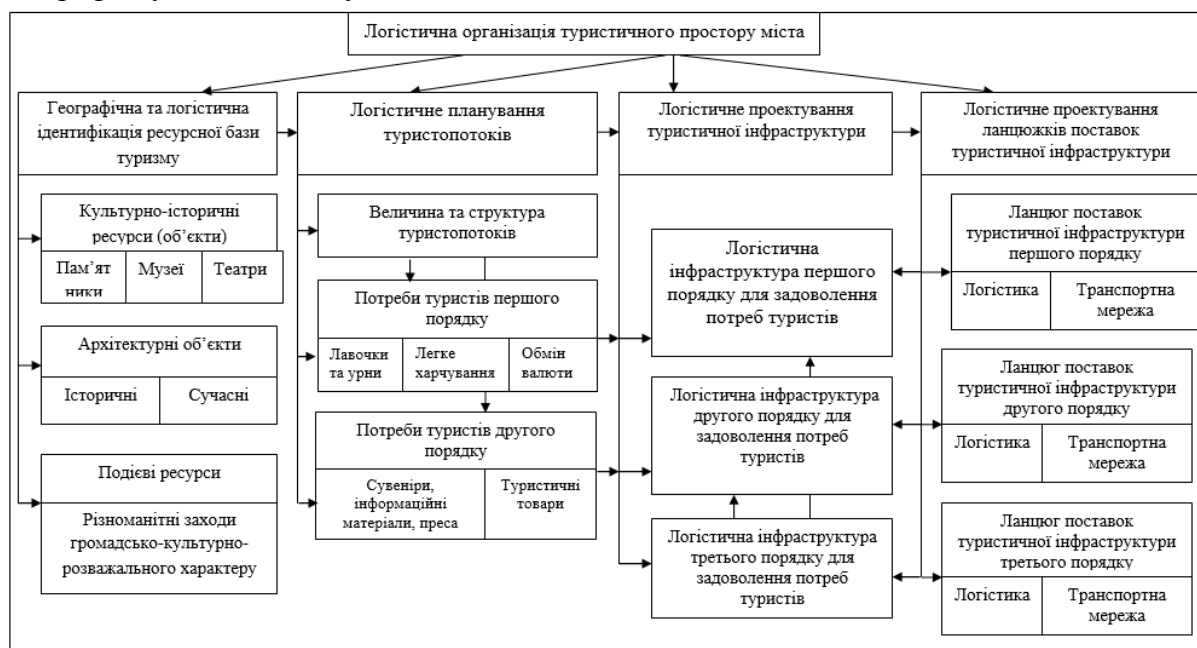 Логістична організація туристичного простору міста
Географічна та логістична
ідентифікація ресурсної бази
туризму
Логістичне планування
туристопотоків
Логістичне проектування
туристичної інфраструктури
Логістичне проектування
ланцюжків поставок
туристичної інфраструктури
Культурно-історичні
ресурси (об’єкти)
Пам’ят
ники
Музеї
Театри
Архітектурні об’єкти
Історичні
Сучасні
Подієві ресурси
Різноманітні заходи
громадсько-культурно-
розважального характеру
Величина та структура
туристопотоків
Потреби туристів першого
порядку
Лавочки
та урни
Легке
харчування
Обмін
валюти
Потреби туристів другого
порядку
Сувеніри,
інформаційні
матеріали, преса
Туристичні
товари
Логістична
інфраструктура першого
порядку для задоволення
потреб туристів
Логістична інфраструктура
другого порядку для
задоволення потреб
туристів
Логістична інфраструктура
третього порядку для
задоволення потреб
туристів
Ланцюг поставок
туристичної інфраструктури
першого порядку
Логістика
Транспортна
мережа
Ланцюг поставок
туристичної інфраструктури
другого порядку
Логістика
Транспортна
мережа
Ланцюг поставок
туристичної інфраструктури
третього порядку
Логістика
Транспортна
мережа